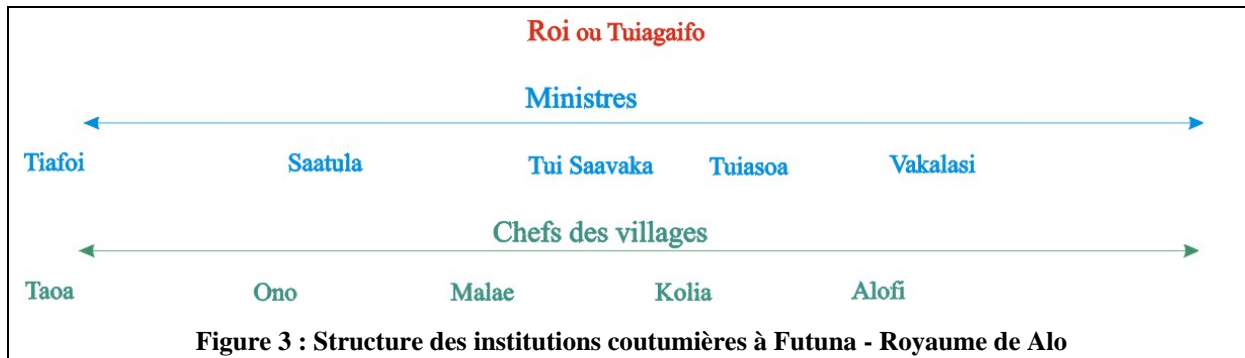 Roi ou Tuiagaifo
Ministres
Tiafoi Saatula Tui Saavaka Tuiasoa Vakalasi
Chefs des villages
Taoa Ono Malae Kolia Alofi
Figure 3 : Structure des institutions coutumières à Futuna - Royaume de Alo